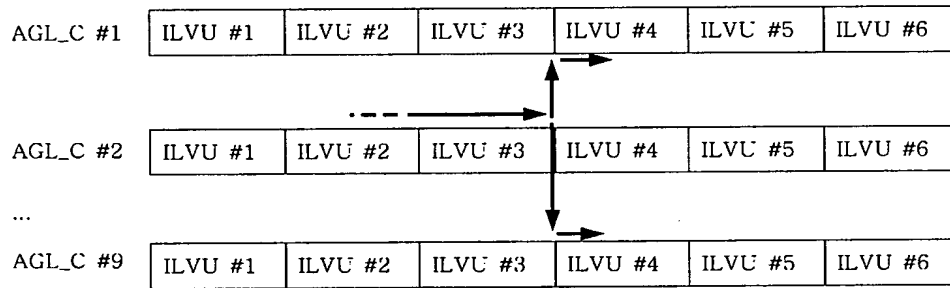 AGL_C #1 ILVU #1 ILVU #2 ILVU #3 ILVU #4 ILVU #5 ILVU #6
AGL_C #2 ILVU #1 ILVU #2 ILVU #3 ILVU #4 ILVU #5 ILVU #6
...
AGL_C #9 ILVU #1 ILVU #2 ILVU #3 ILVU #4 ILVU #5 ILVU #6